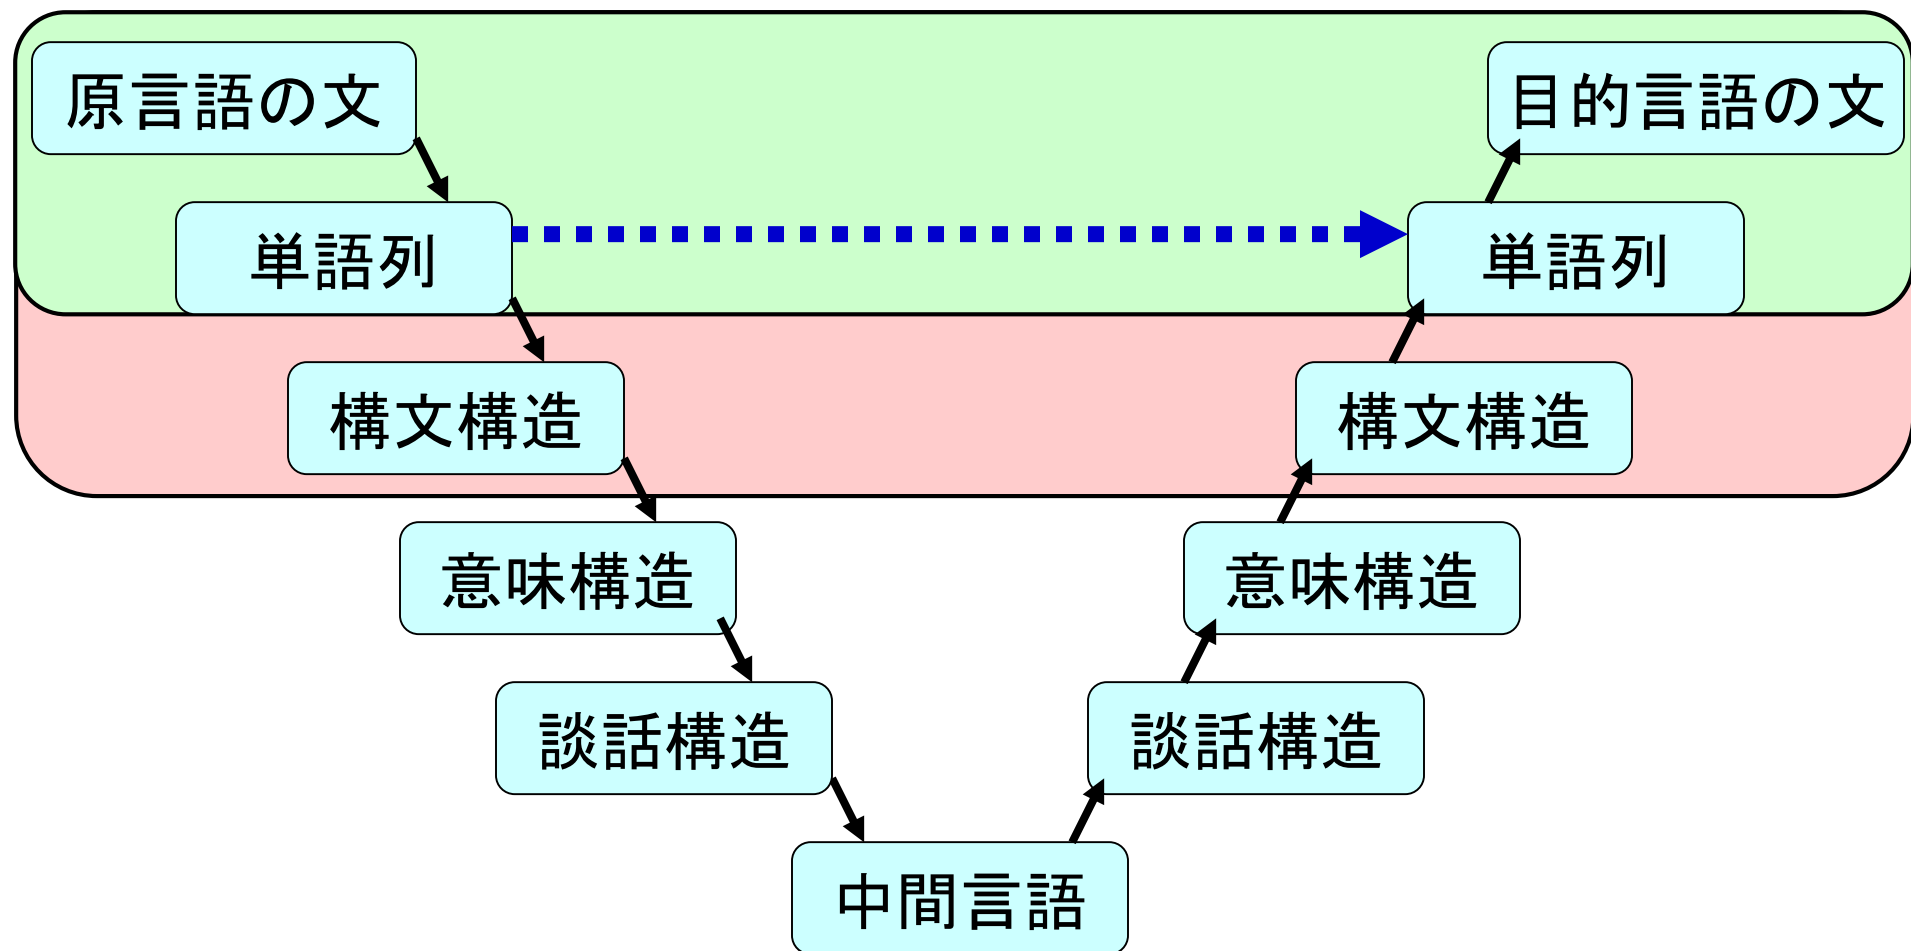 原言語の文
目的言語の文
単語列
単語列
構文構造
構文構造
意味構造
意味構造
談話構造
談話構造
中間言語